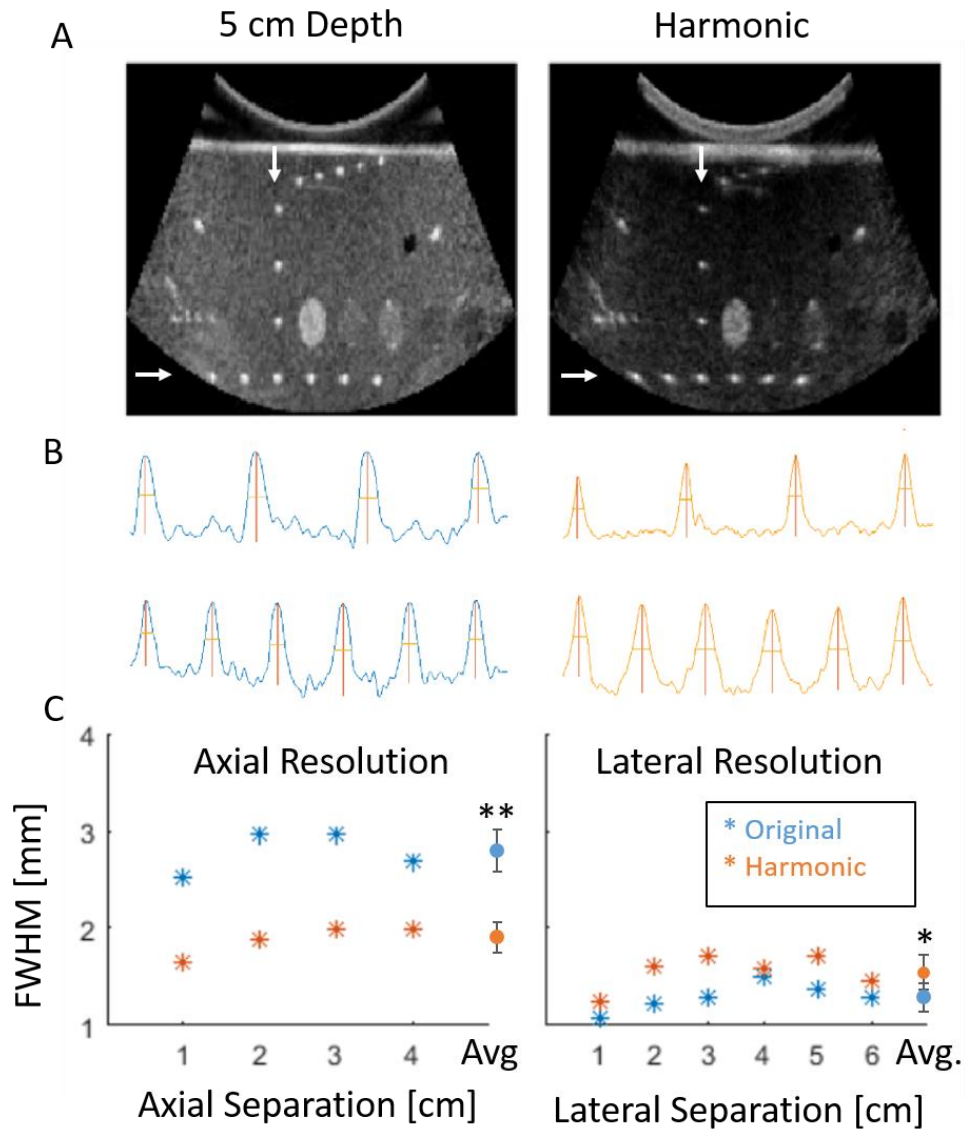 A
5 cm Depth
Harmonic
B
C
4
3
2
1
FWHM [mm]
Axial Resolution
**
1 2 3 4 Avg
Axial Separation [cm]
Lateral Resolution
* Original
* Harmonic
*
1 2 3 4 5 6 Avg.
Lateral Separation [cm]